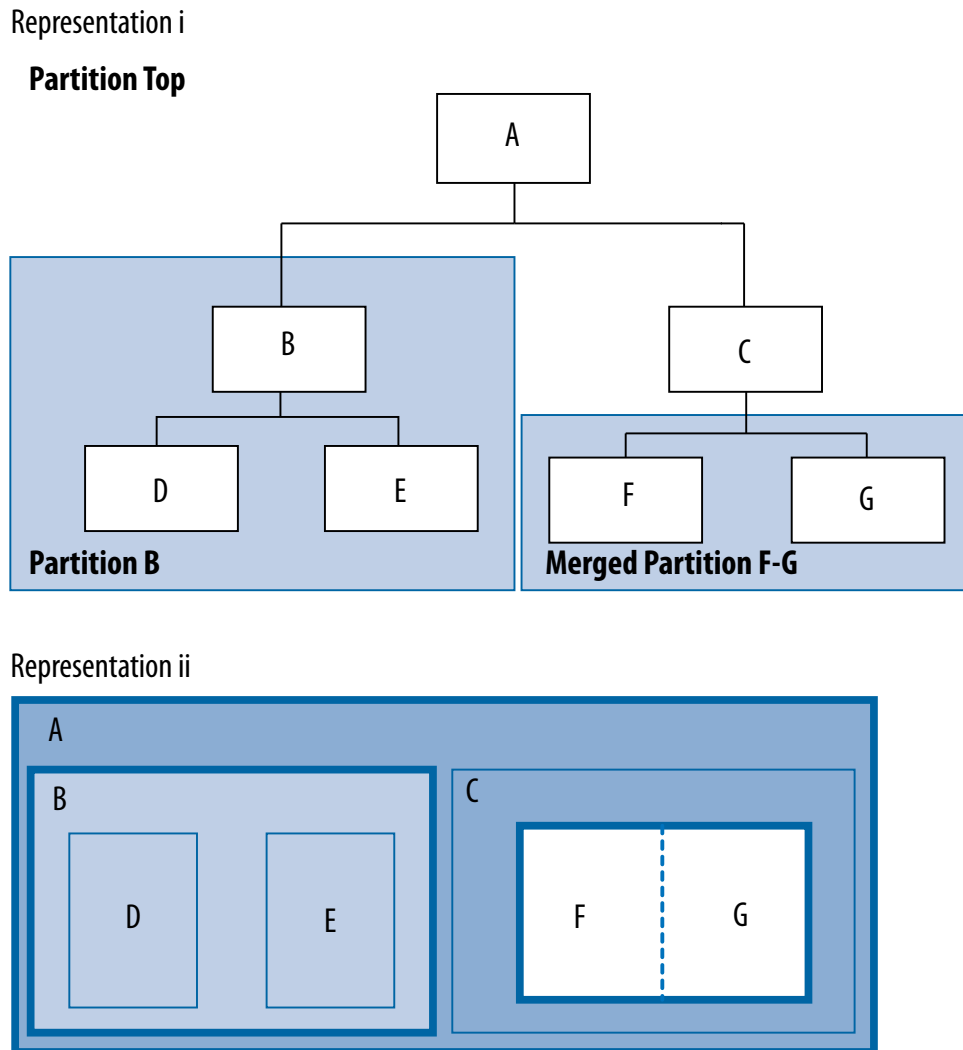 Representation i
Partition Top
A
B
C
D
E
F
G
Partition B
Merged Partition F-G
Representation ii
A
B
C
D
E
F
G